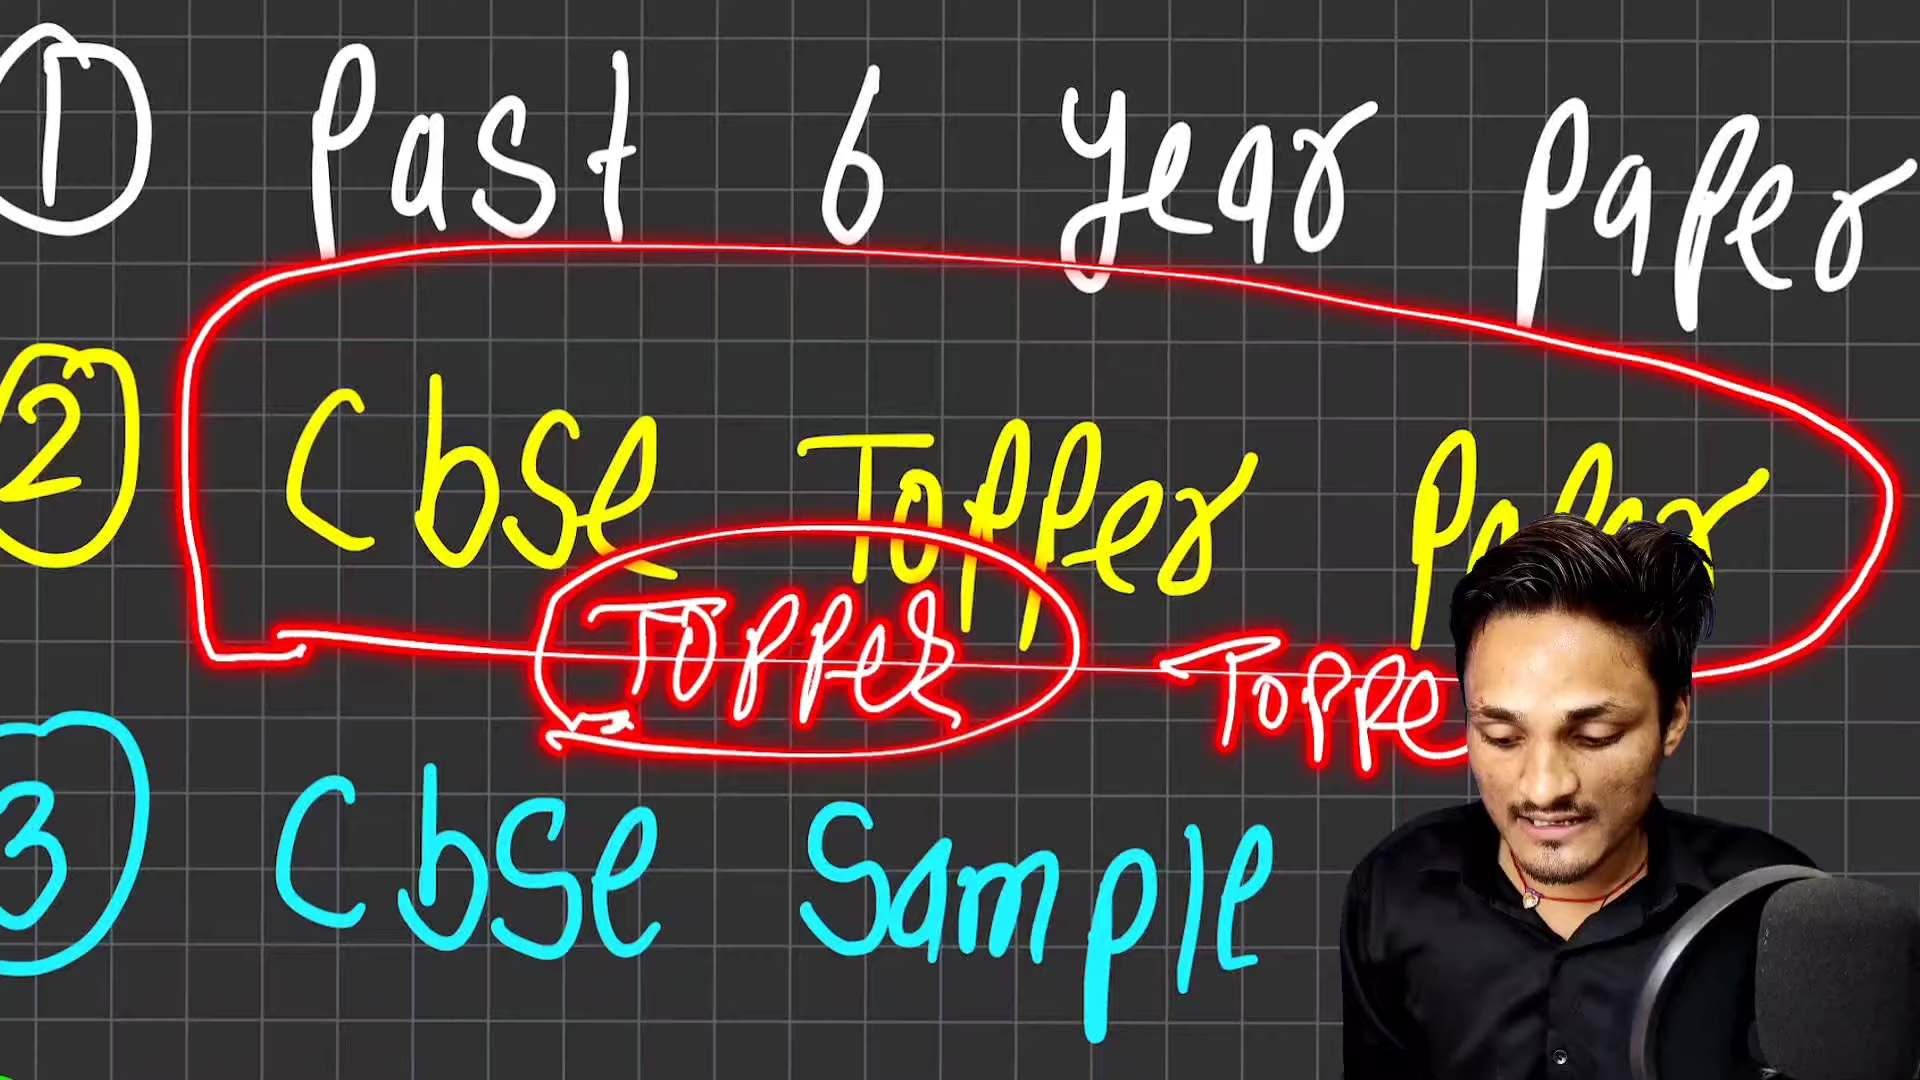 1 Past 6 year Paper
2 Cbse Topper Paper
Topper Toppe
3 Cbse Sample